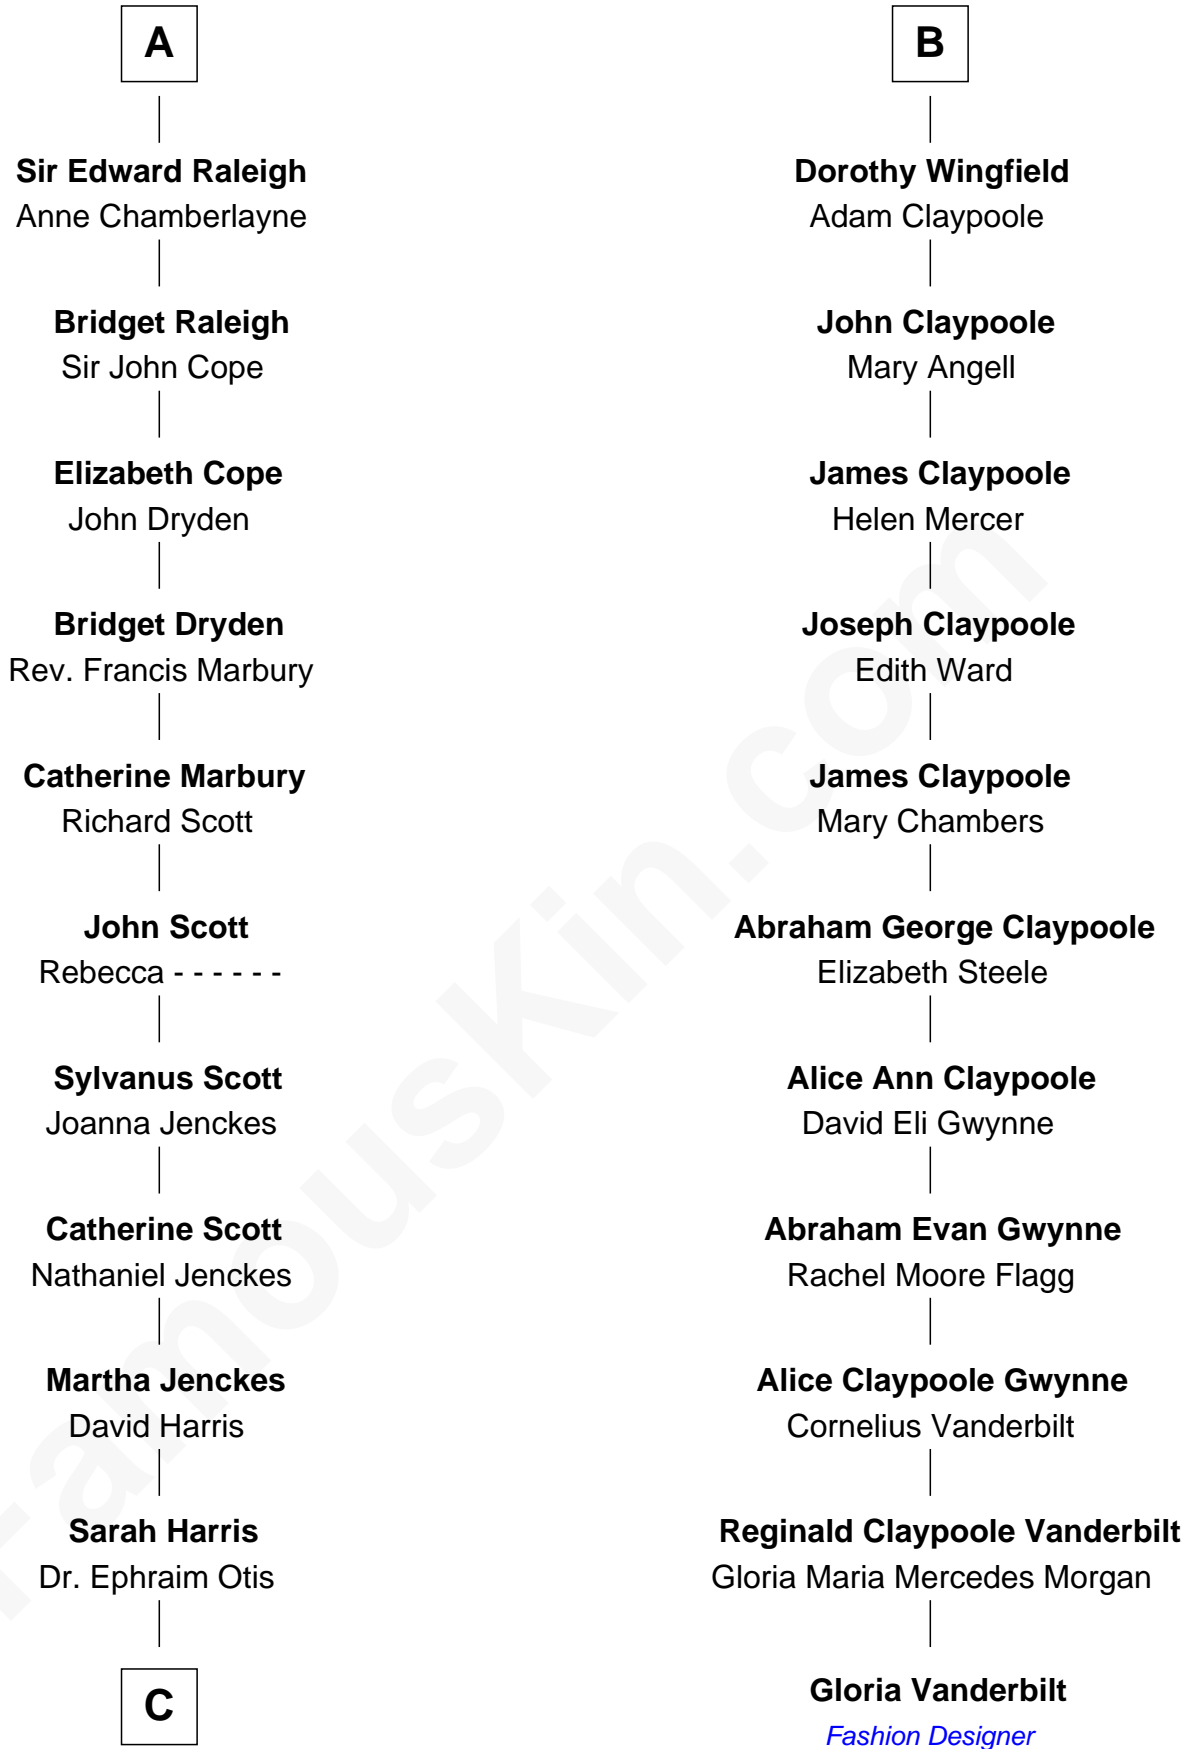 A
Sir Edward Raleigh
Anne Chamberlayne
Bridget Raleigh
Sir John Cope
Elizabeth Cope
John Dryden
Bridget Dryden
Rev. Francis Marbury
Catherine Marbury
Richard Scott
John Scott
Rebecca - - - - - -
Sylvanus Scott
Joanna Jenckes
Catherine Scott
Nathaniel Jenckes
Martha Jenckes
David Harris
Sarah Harris
Dr. Ephraim Otis
C
B
Dorothy Wingfield
Adam Claypoole
John Claypoole
Mary Angell
James Claypoole
Helen Mercer
Joseph Claypoole
Edith Ward
James Claypoole
Mary Chambers
Abraham George Claypoole
Elizabeth Steele
Alice Ann Claypoole
David Eli Gwynne
Abraham Evan Gwynne
Rachel Moore Flagg
Alice Claypoole Gwynne
Cornelius Vanderbilt
Reginald Claypoole Vanderbilt
Gloria Maria Mercedes Morgan
Gloria Vanderbilt
Fashion Designer
FamousKin.com